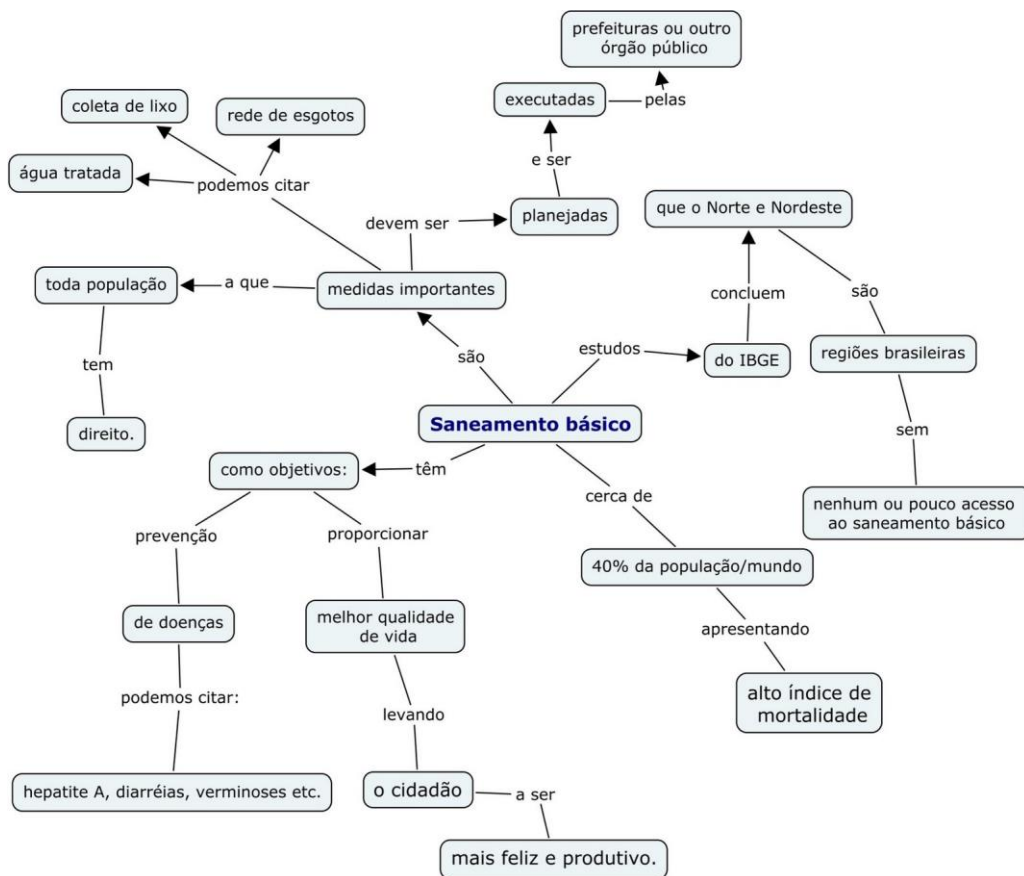 prefeituras ou outro
órgão público
coleta de lixo
rede de esgotos
executadas
pelas
água tratada
podemos citar
e ser
devem ser
planejadas
que o Norte e Nordeste
toda população
a que
medidas importantes
concluem
são
tem
são
estudos
do IBGE
regiões brasileiras
direito.
Saneamento básico
sem
como objetivos:
têm
cerca de
nenhum ou pouco acesso
ao saneamento básico
prevenção
proporcionar
40% da população/mundo
de doenças
melhor qualidade
de vida
apresentando
podemos citar:
levando
alto índice de
mortalidade
hepatite A, diarréias, verminoses etc.
o cidadão
a ser
mais feliz e produtivo.